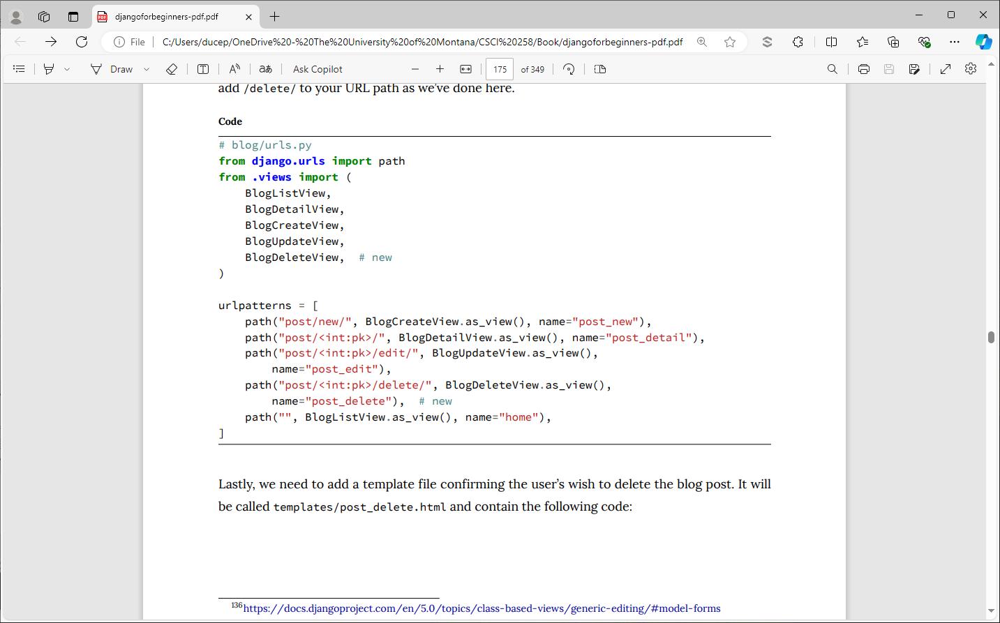 djangoforbeginners-pdf.pdf
File
C:/Users/ducep/OneDrive%20-%20The%20University%20of%20Montana/CSCI%20258/Book/djangoforbeginners-pdf.pdf
Draw
Ask Copilot
175 of 349
add /delete/ to your URL path as we’ve done here.
Code
# blog/urls.py
from django.urls import path
from .views import (
    BlogListView,
    BlogDetailView,
    BlogCreateView,
    BlogUpdateView,
    BlogDeleteView,  # new
)
urlpatterns = [
    path("post/new/", BlogCreateView.as_view(), name="post_new"),
    path("post/<int:pk>/", BlogDetailView.as_view(), name="post_detail"),
    path("post/<int:pk>/edit/", BlogUpdateView.as_view(),
        name="post_edit"),
    path("post/<int:pk>/delete/", BlogDeleteView.as_view(),
        name="post_delete"),  # new
    path("", BlogListView.as_view(), name="home"),
]
Lastly, we need to add a template file confirming the user’s wish to delete the blog post. It will
be called templates/post_delete.html and contain the following code:
136https://docs.djangoproject.com/en/5.0/topics/class-based-views/generic-editing/#model-forms